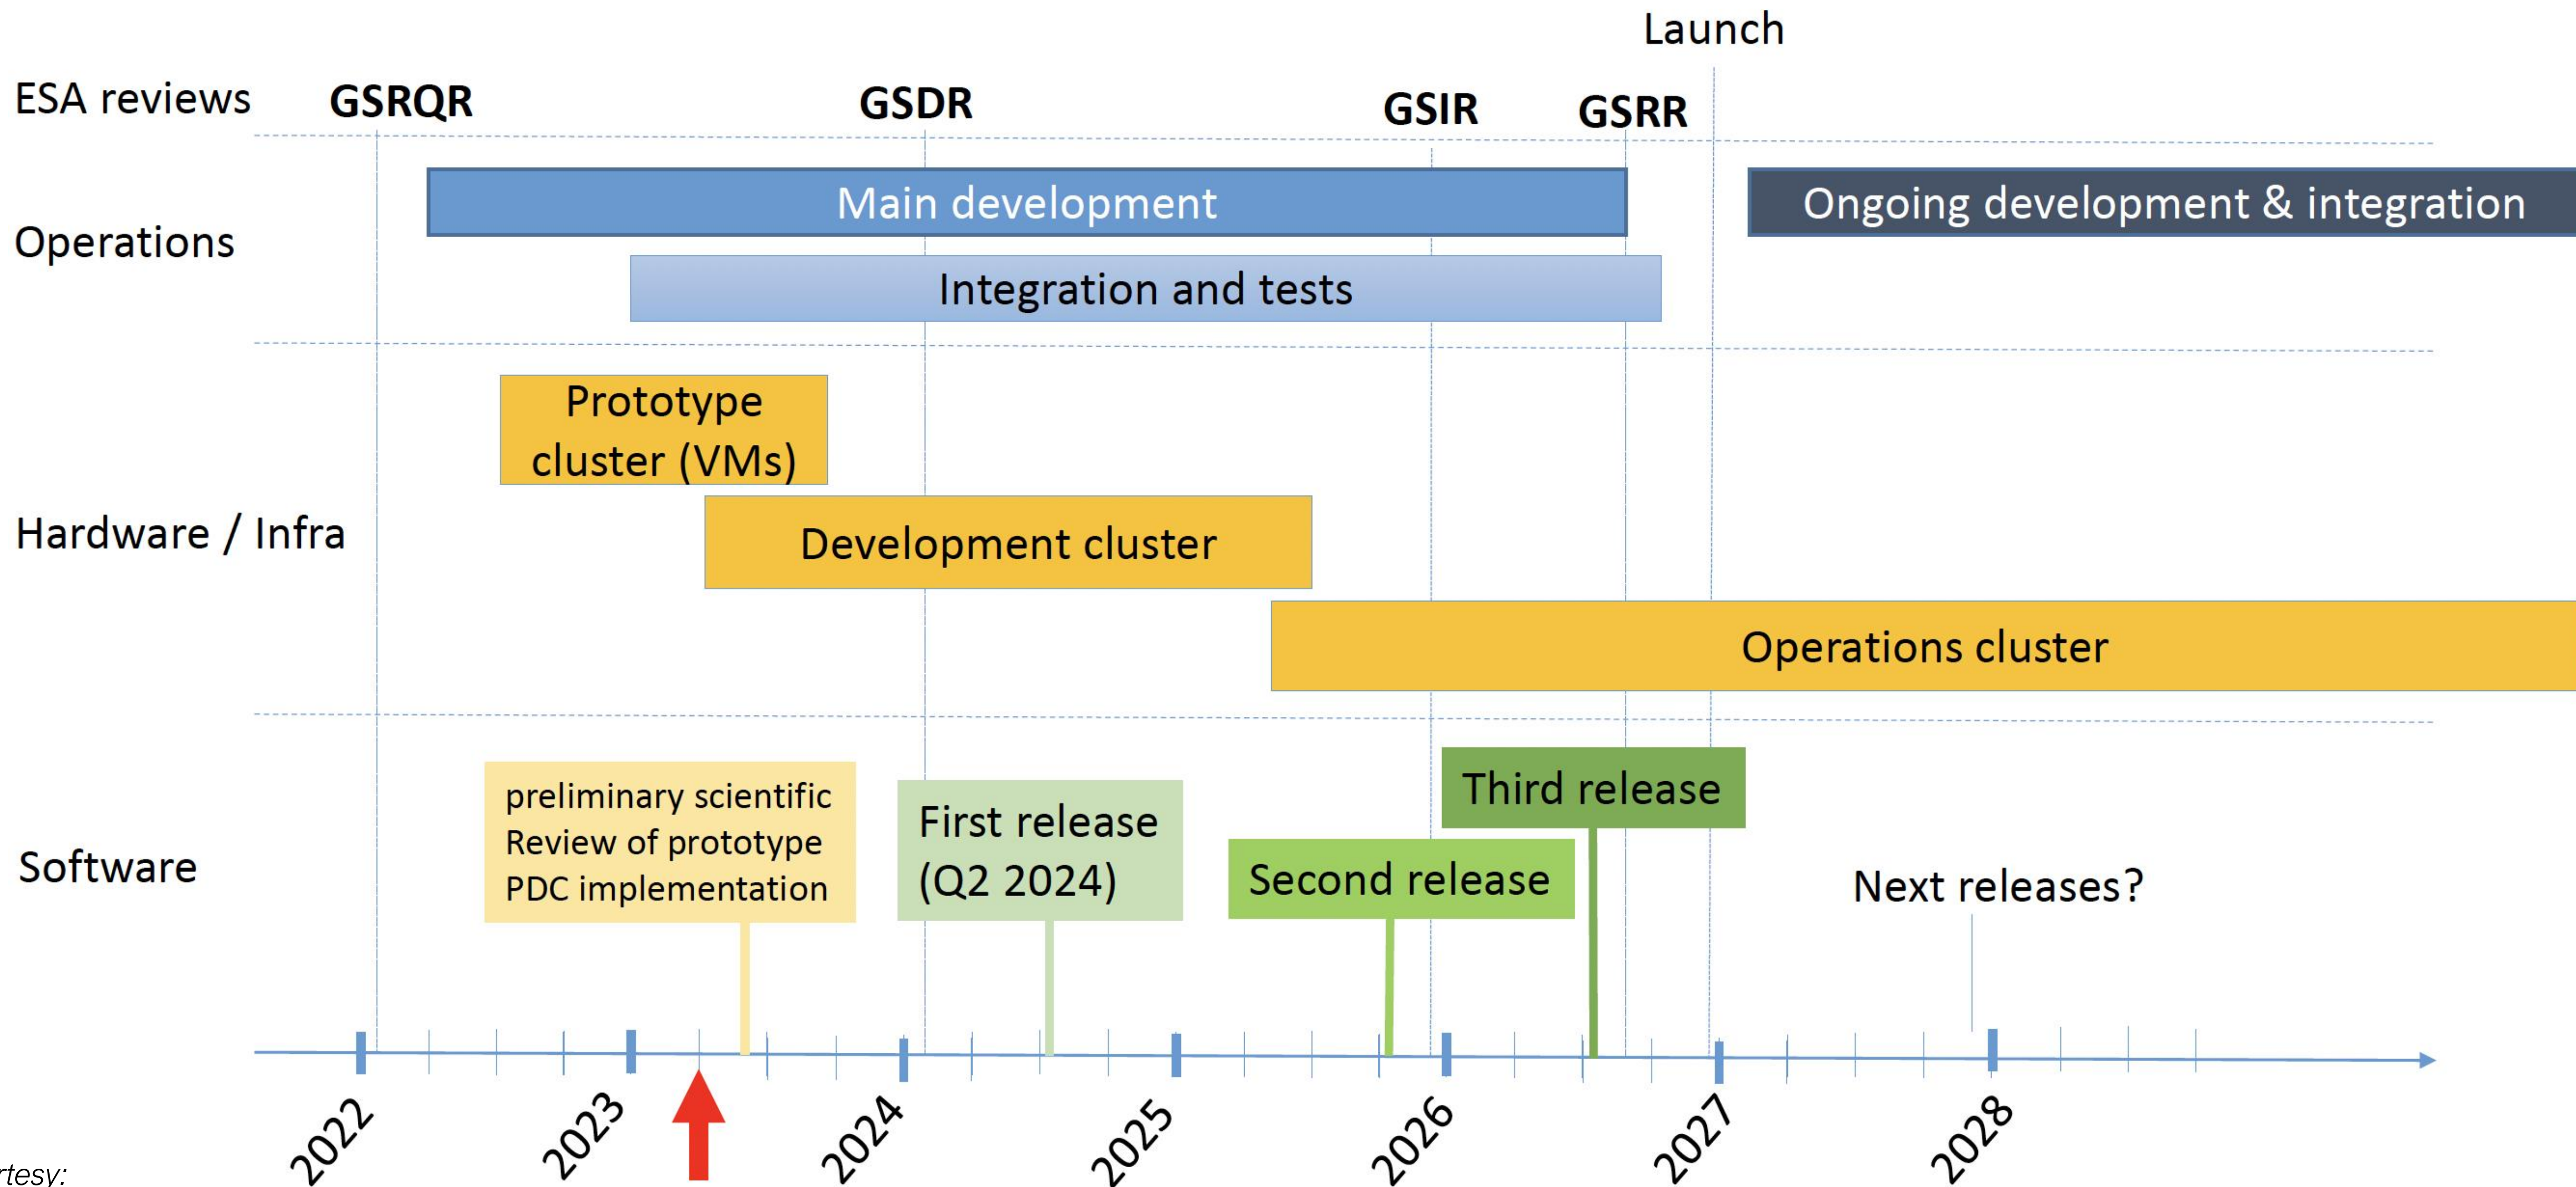 Launch
ESA reviews
GSRQR
GSDR
GSIR
GSRR
Operations
Main development
Ongoing development & integration
Integration and tests
Hardware / Infra
Prototype
cluster (VMs)
Development cluster
Operations cluster
Software
preliminary scientific
Review of prototype
PDC implementation
First release
(Q2 2024)
Second release
Third release
Next releases?
2022
2023
2024
2025
2026
2027
2028
rtesy: